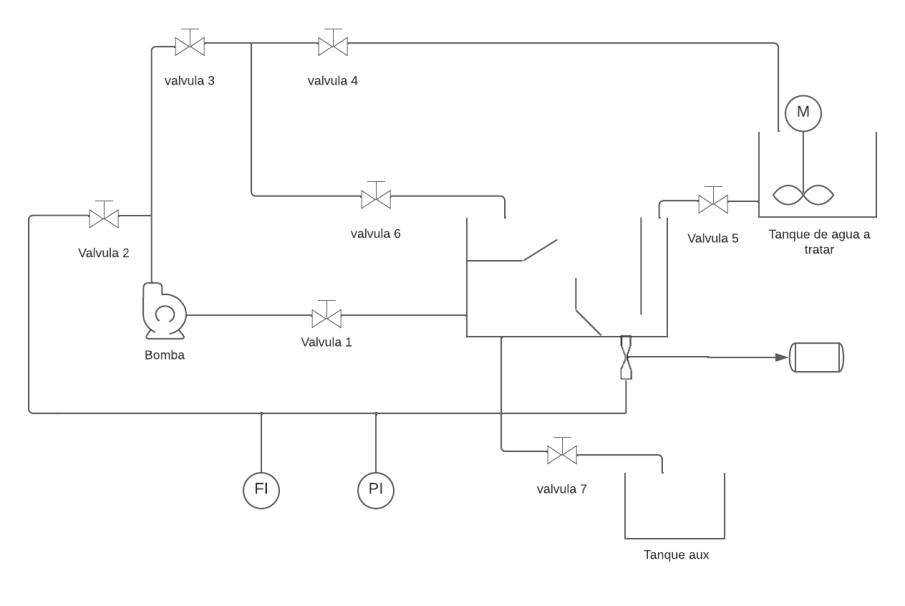 valvula 3
valvula 4
M
Valvula 2
valvula 6
Valvula 5
Tanque de agua a
tratar
Valvula 1
Bomba
FI
PI
valvula 7
Tanque aux